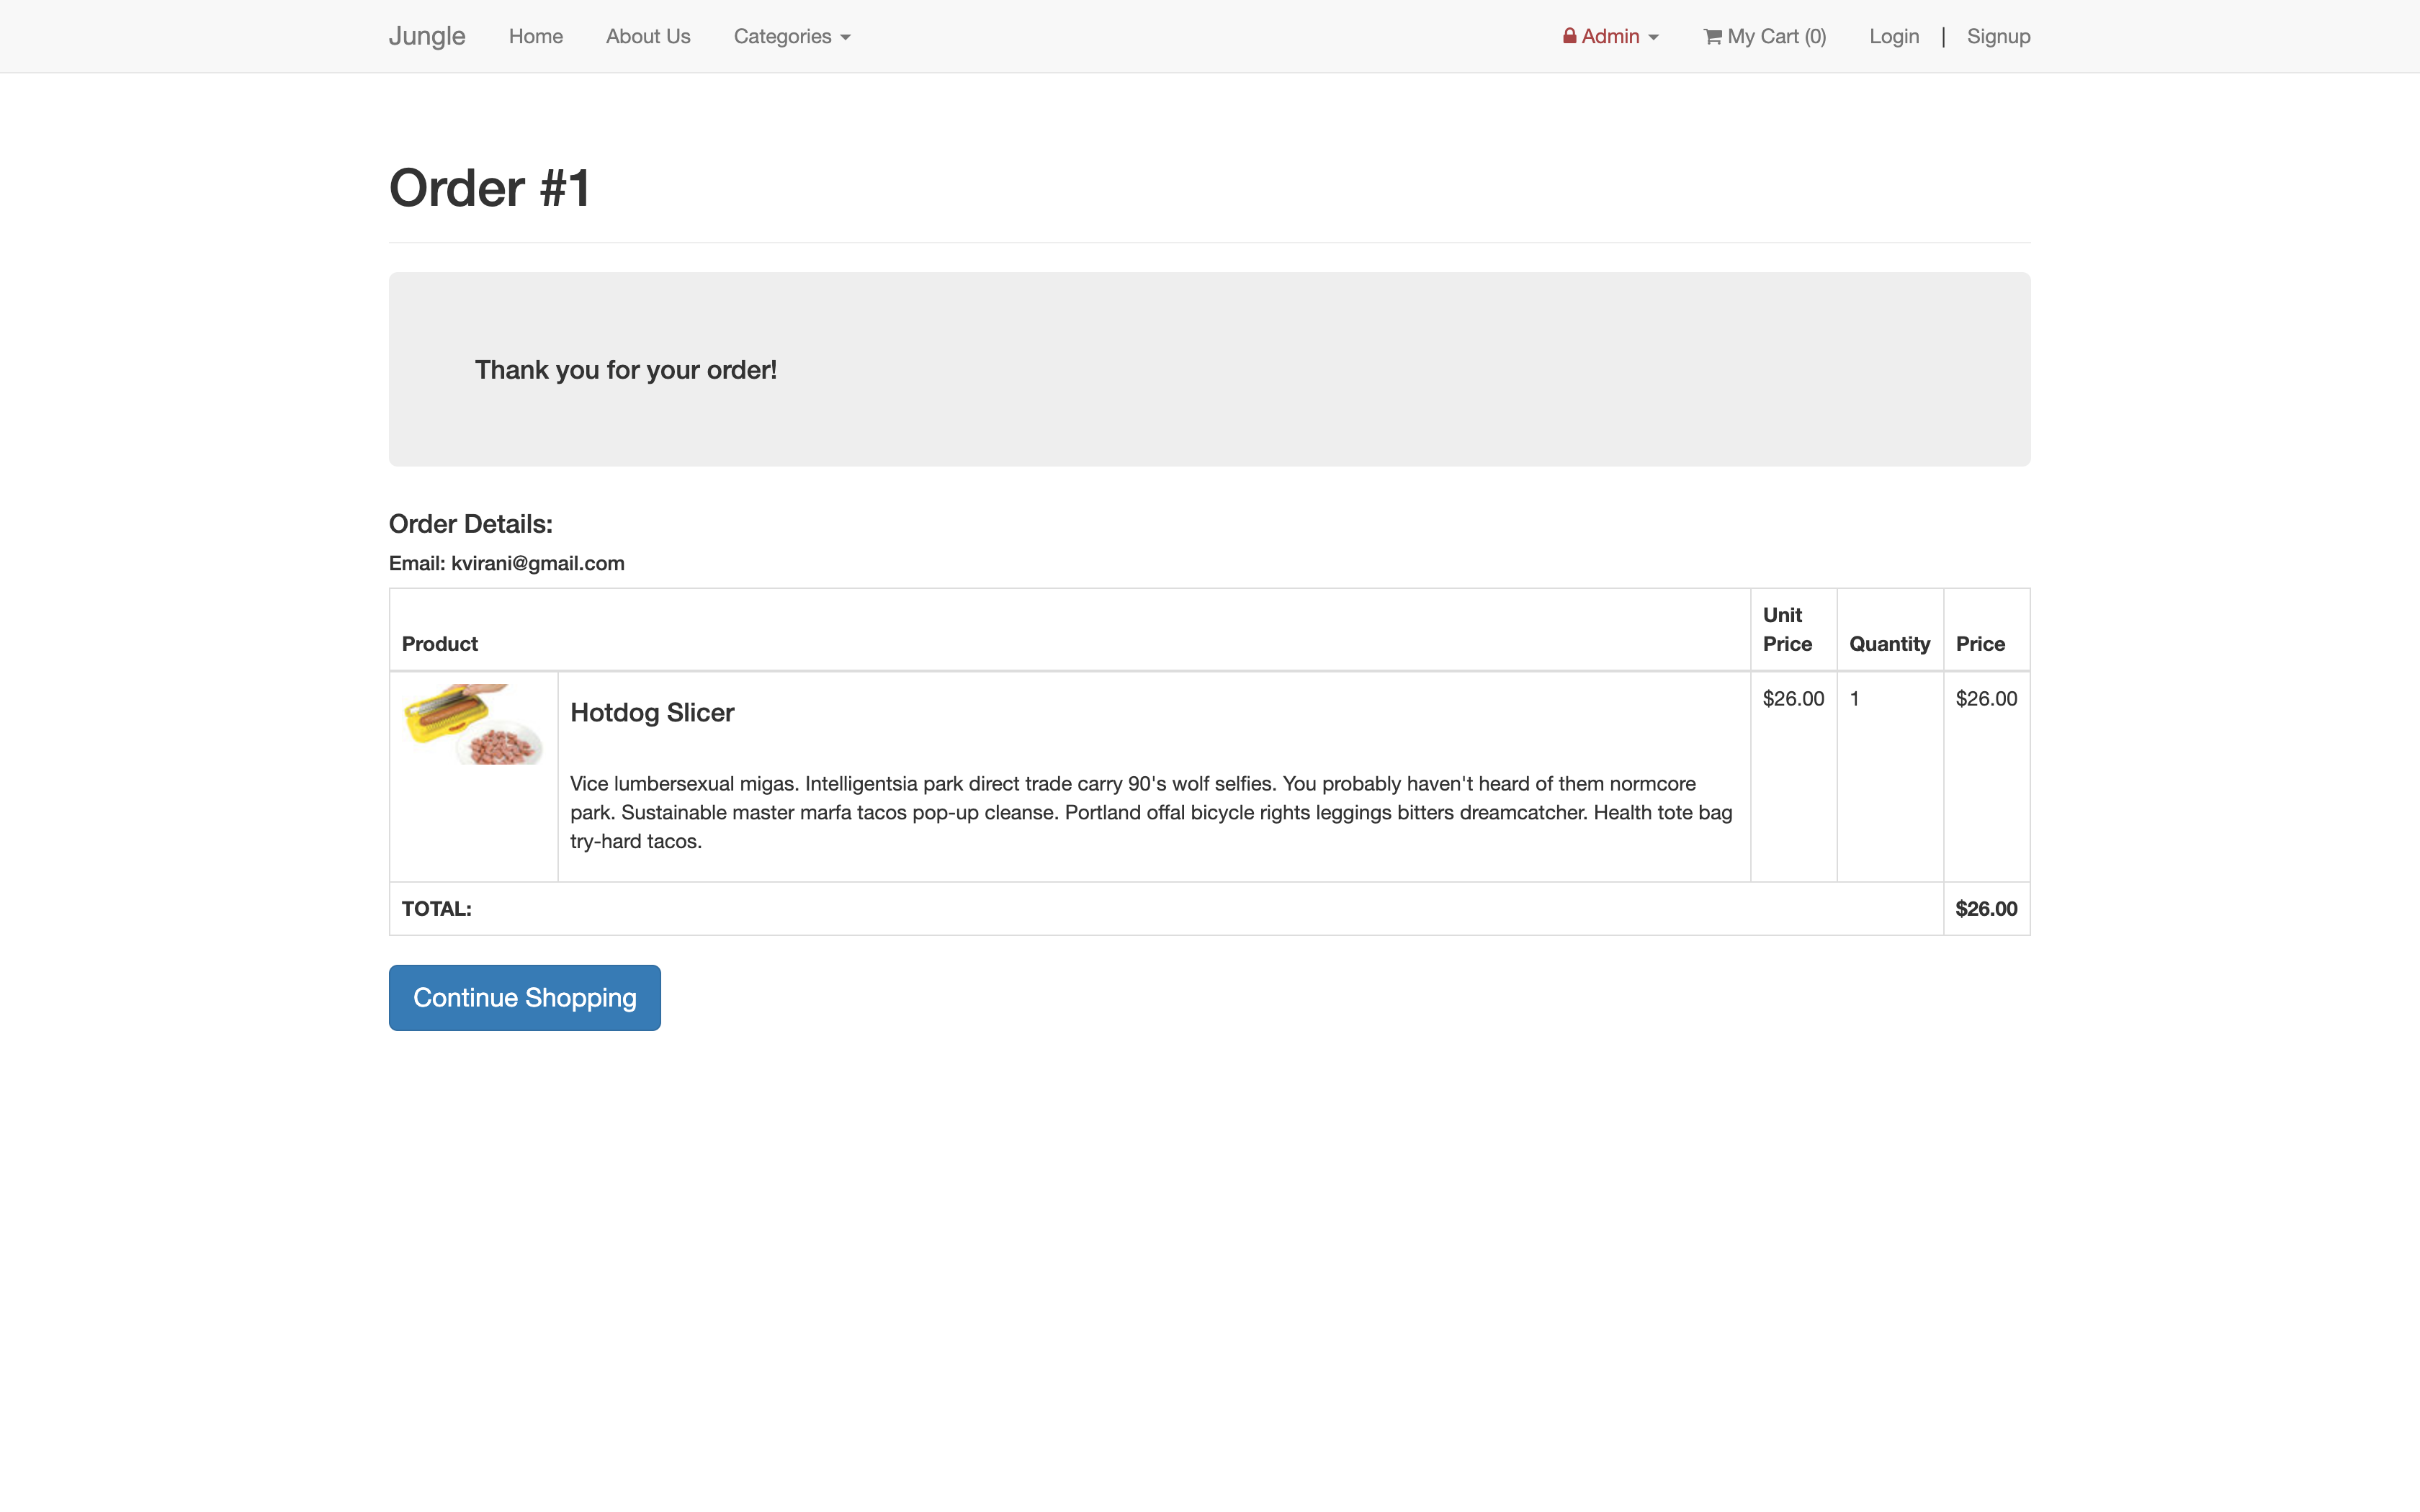 Jungle Home About Us Categories Admin My Cart (0) Login | Signup
Order #1
Thank you for your order!
Order Details:
Email: kvirani@gmail.com
Product Unit Price Quantity Price
Hotdog Slicer $26.00 1 $26.00
Vice lumbersexual migas. Intelligentsia park direct trade carry 90's wolf selfies. You probably haven't heard of them normcore
park. Sustainable master marfa tacos pop-up cleanse. Portland offal bicycle rights leggings bitters dreamcatcher. Health tote bag
try-hard tacos.
TOTAL: $26.00
Continue Shopping